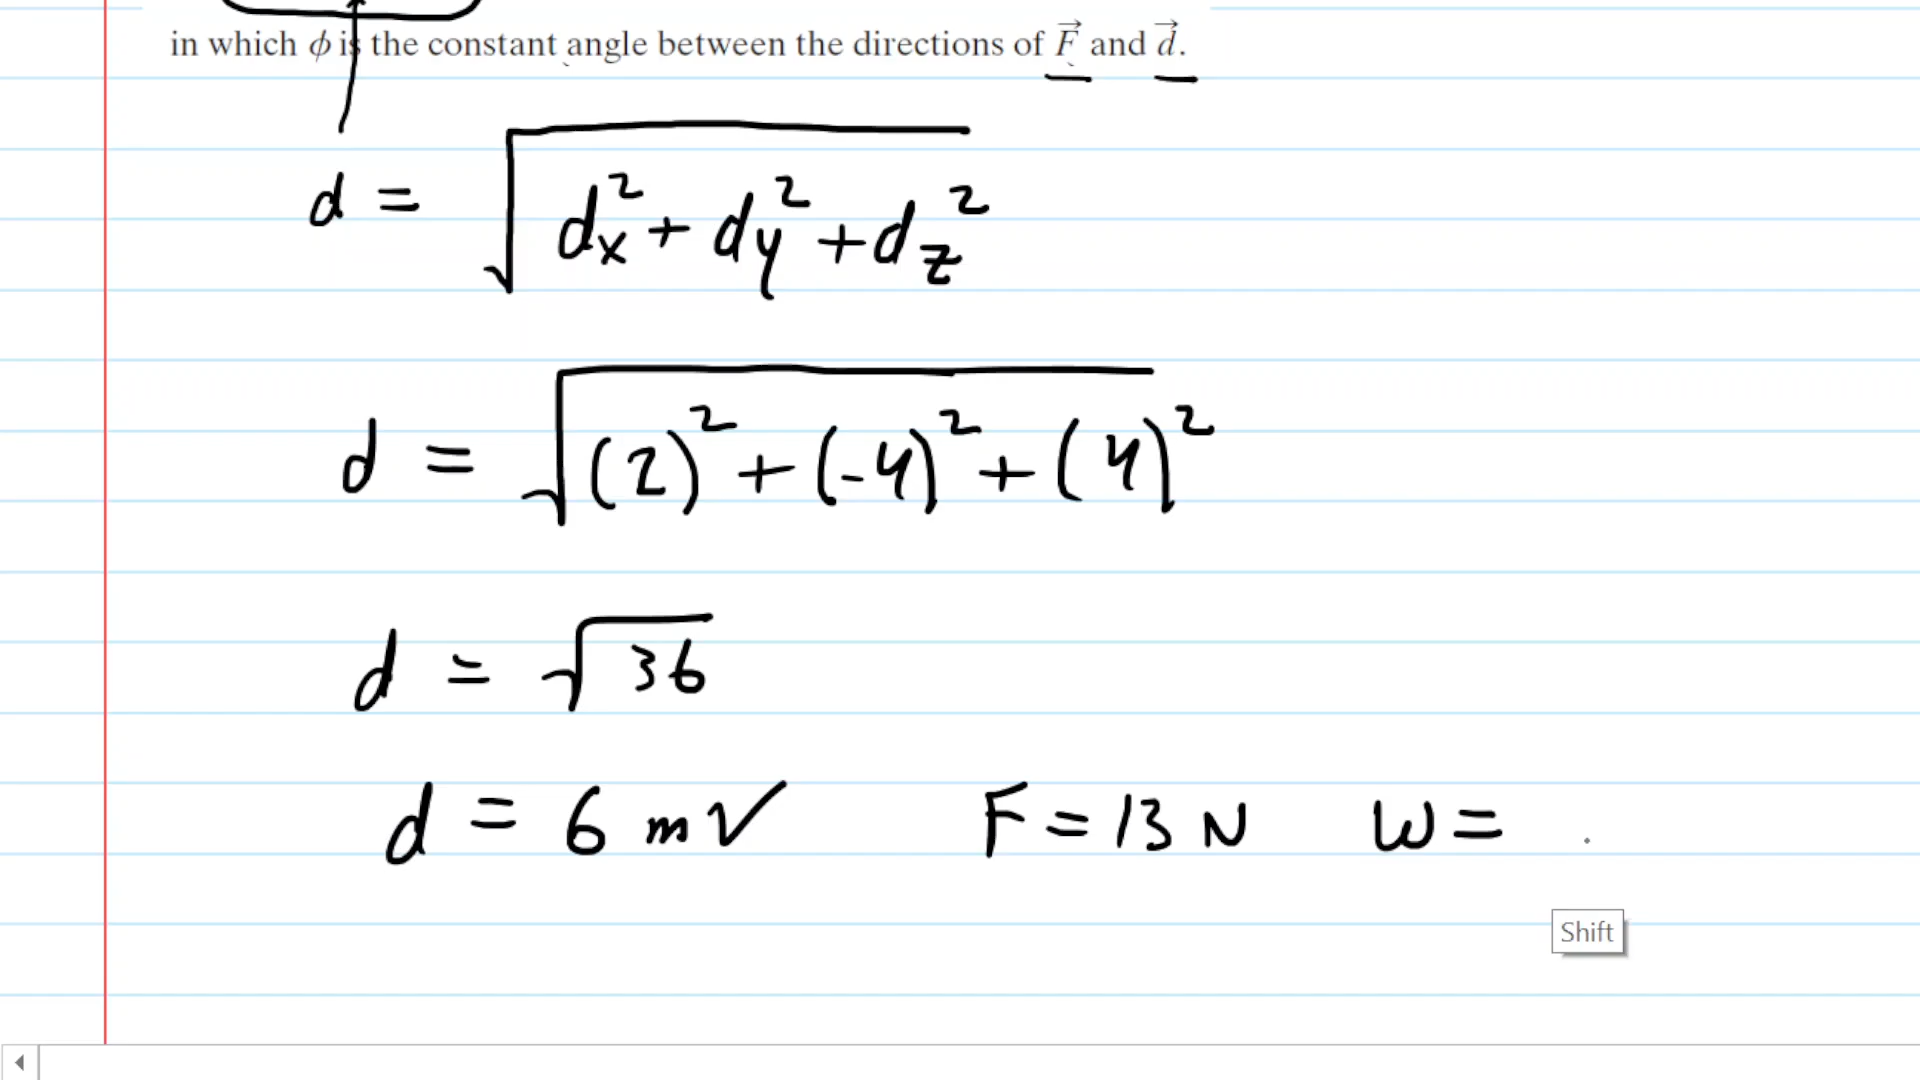 in which ϕ is the constant angle between the directions of F⃗ and d⃗.
d = √(dx² + dy² + dz²)
d = √((2)² + (-4)² + (4)²)
d = √36
d = 6 m ✓ F = 13 N W =
Shift